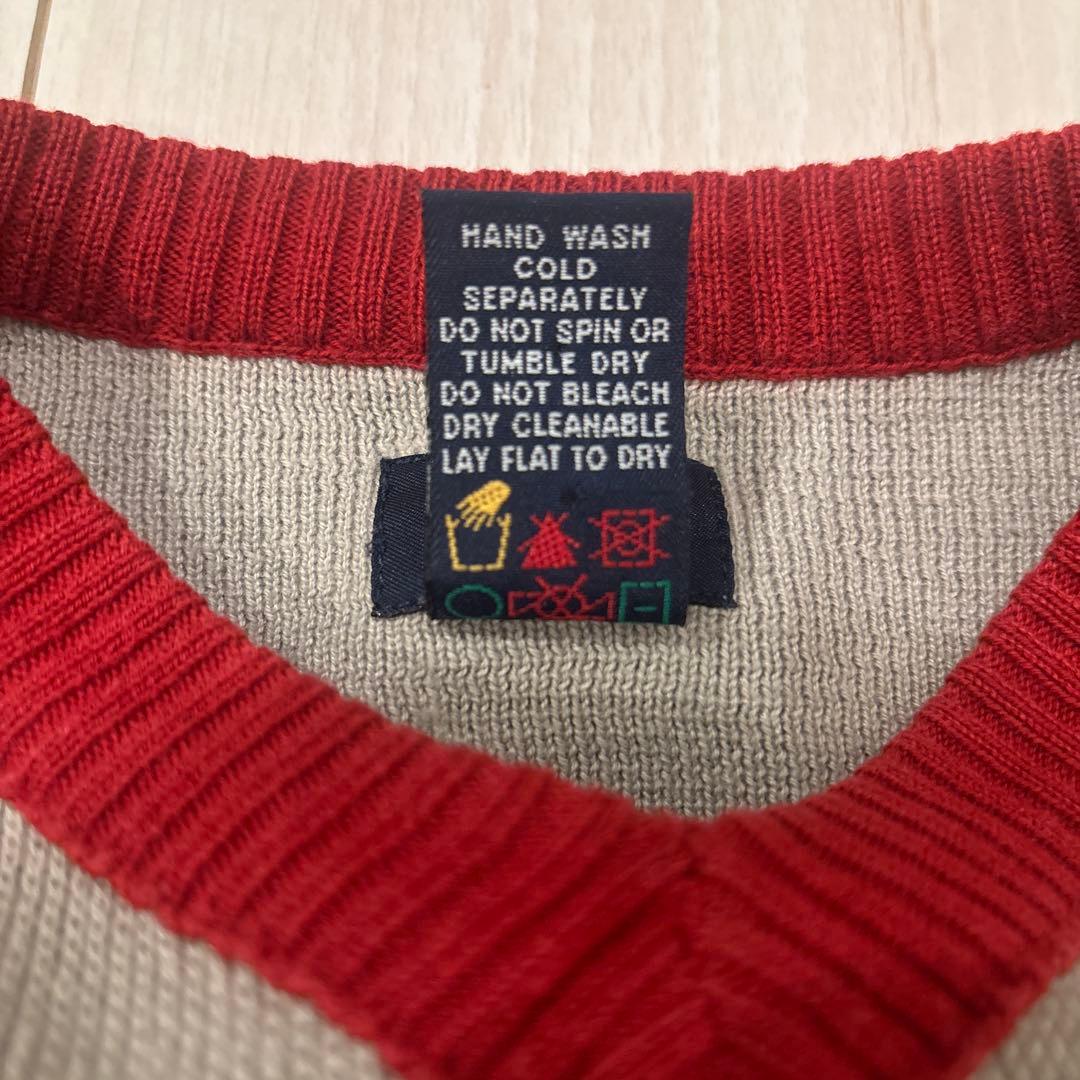 HAND WASH
COLD
SEPARATELY
DO NOT SPIN OR
TUMBLE DRY
DO NOT BLEACH
DRY CLEANABLE
LAY FLAT TO DRY